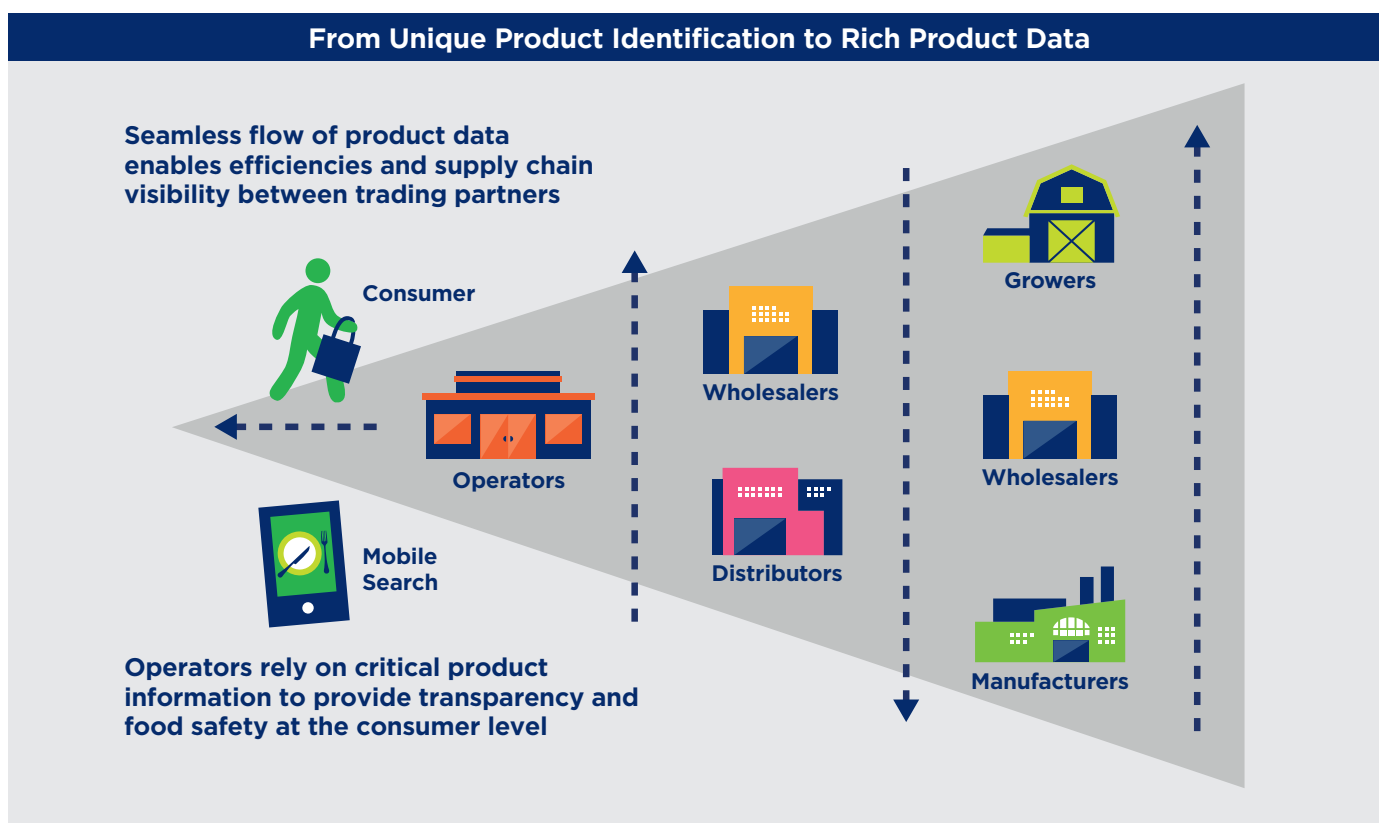 From Unique Product Identification to Rich Product Data
Seamless flow of product data
enables efficiencies and supply chain
visibility between trading partners
Consumer
Operators
Mobile
Search
Wholesalers
Distributors
Growers
Wholesalers
Manufacturers
Operators rely on critical product
information to provide transparency and
food safety at the consumer level